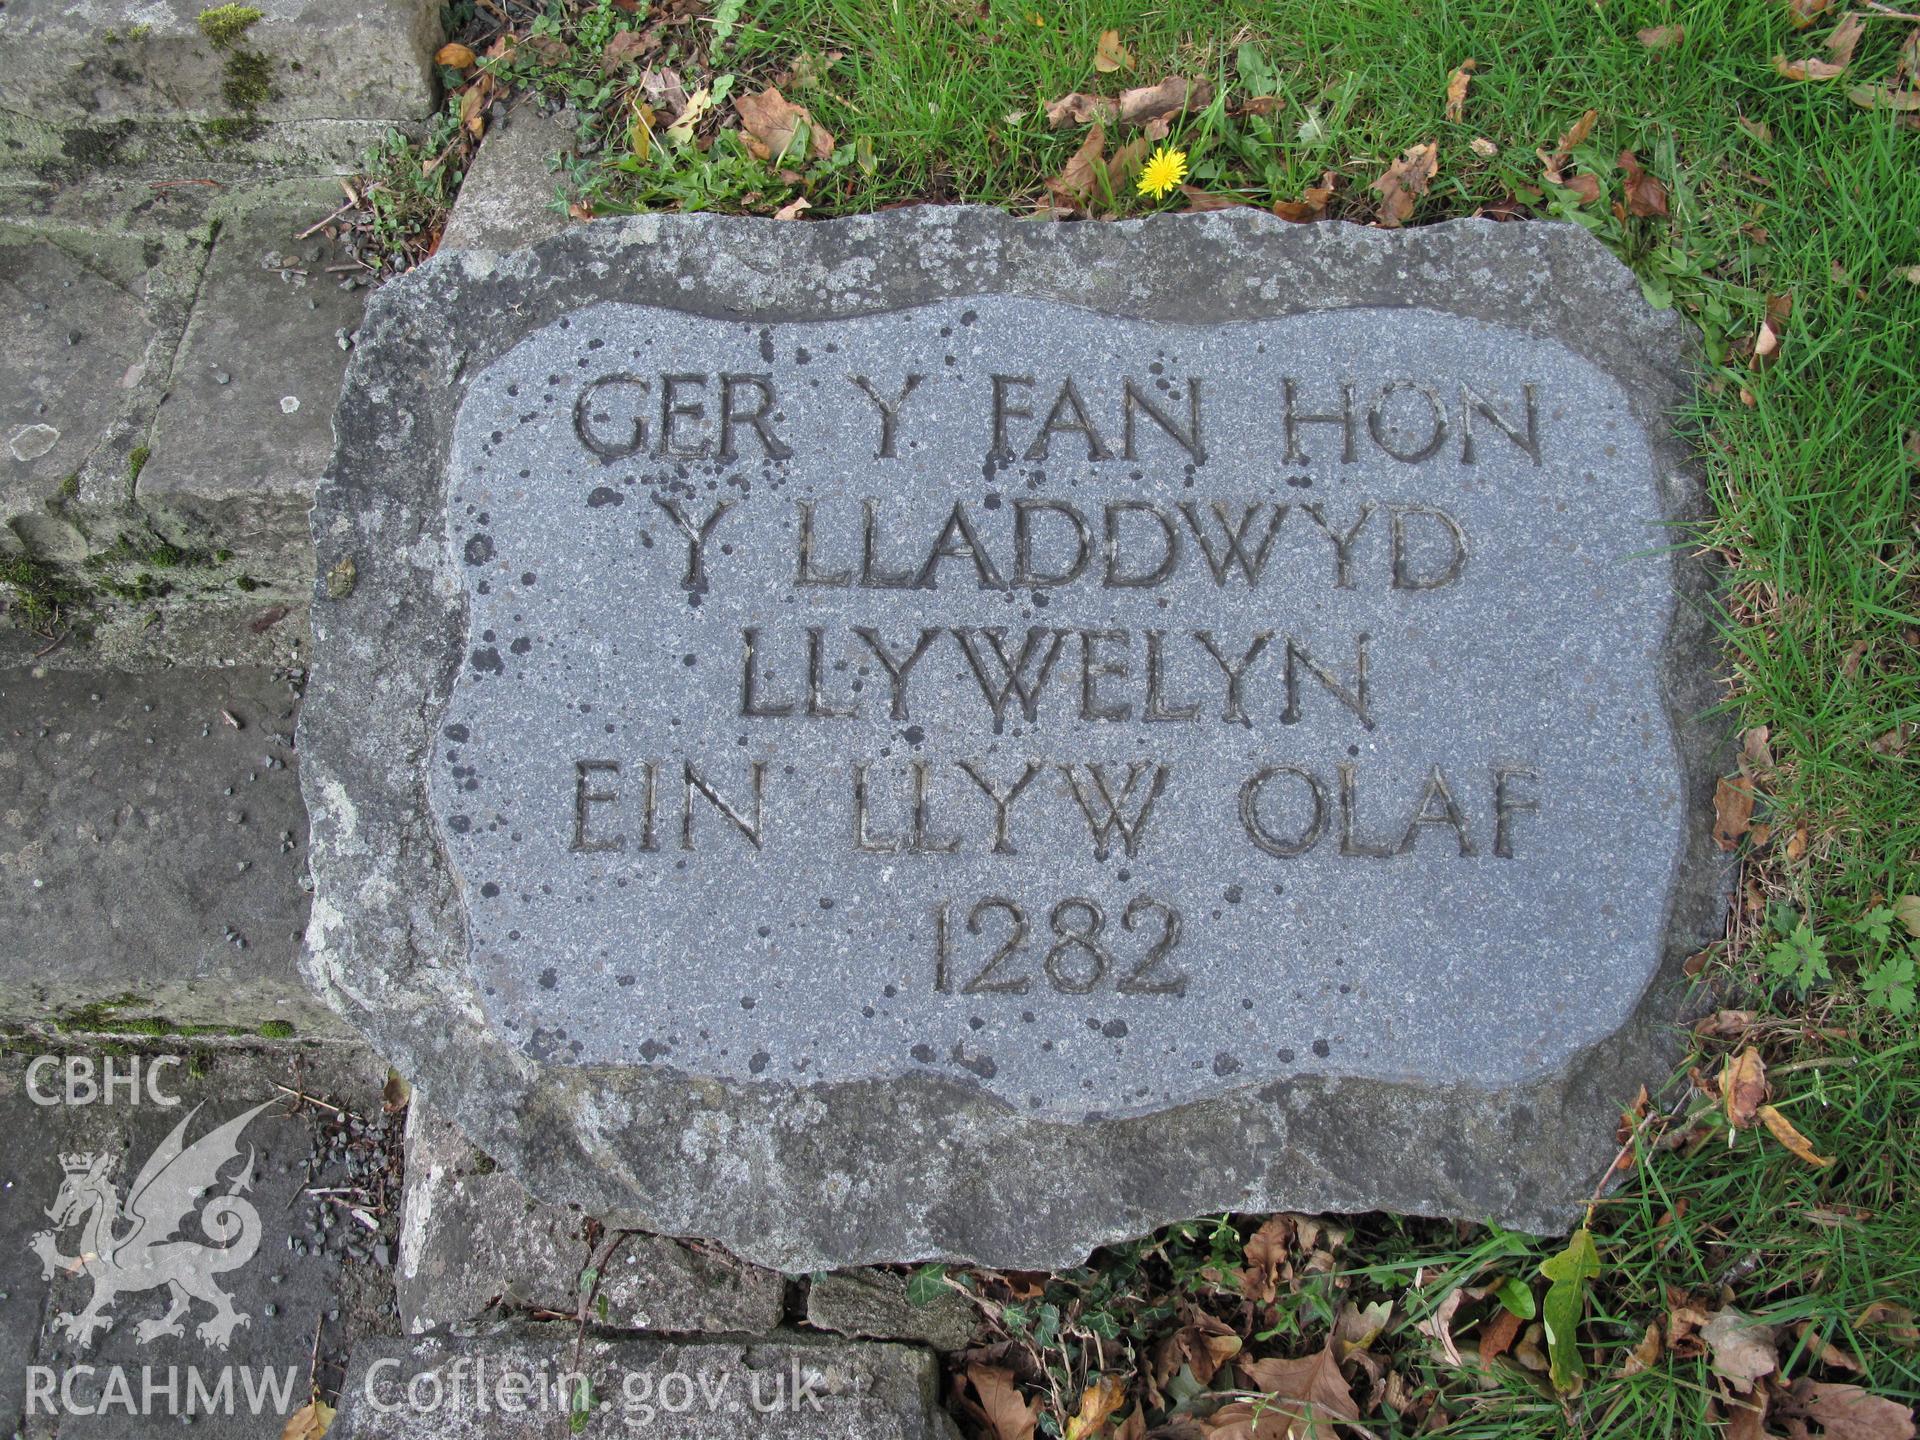 GER Y FAN HON
Y LLADDWYD
LLYWELYN
EIN LLYW OLAF
1282
CBHC
RCAHMW
Coflein.gov.uk